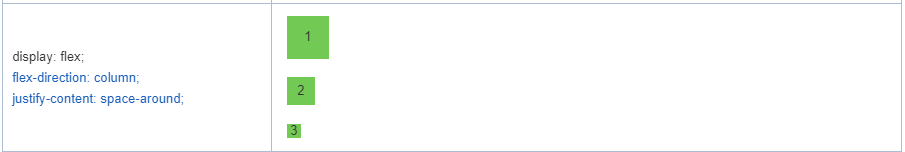 display: flex;
flex-direction: column;
justify-content: space-around;
1
2
3